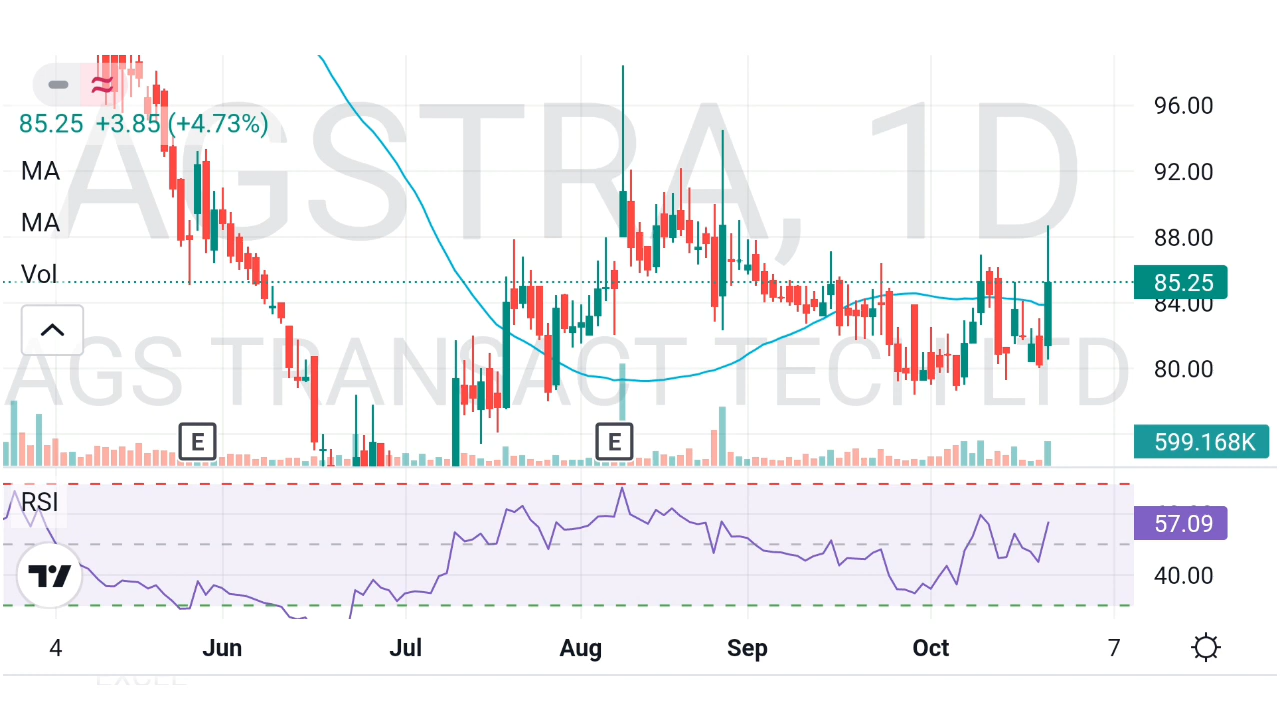 AGSTRA, 1D
AGS TRANSACT TECH LTD
85.25 +3.85 (+4.73%)
MA
MA
Vol
96.00
92.00
88.00
85.25
84.00
80.00
E
E
599.168K
RSI
57.09
40.00
4 Jun Jul Aug Sep Oct 7